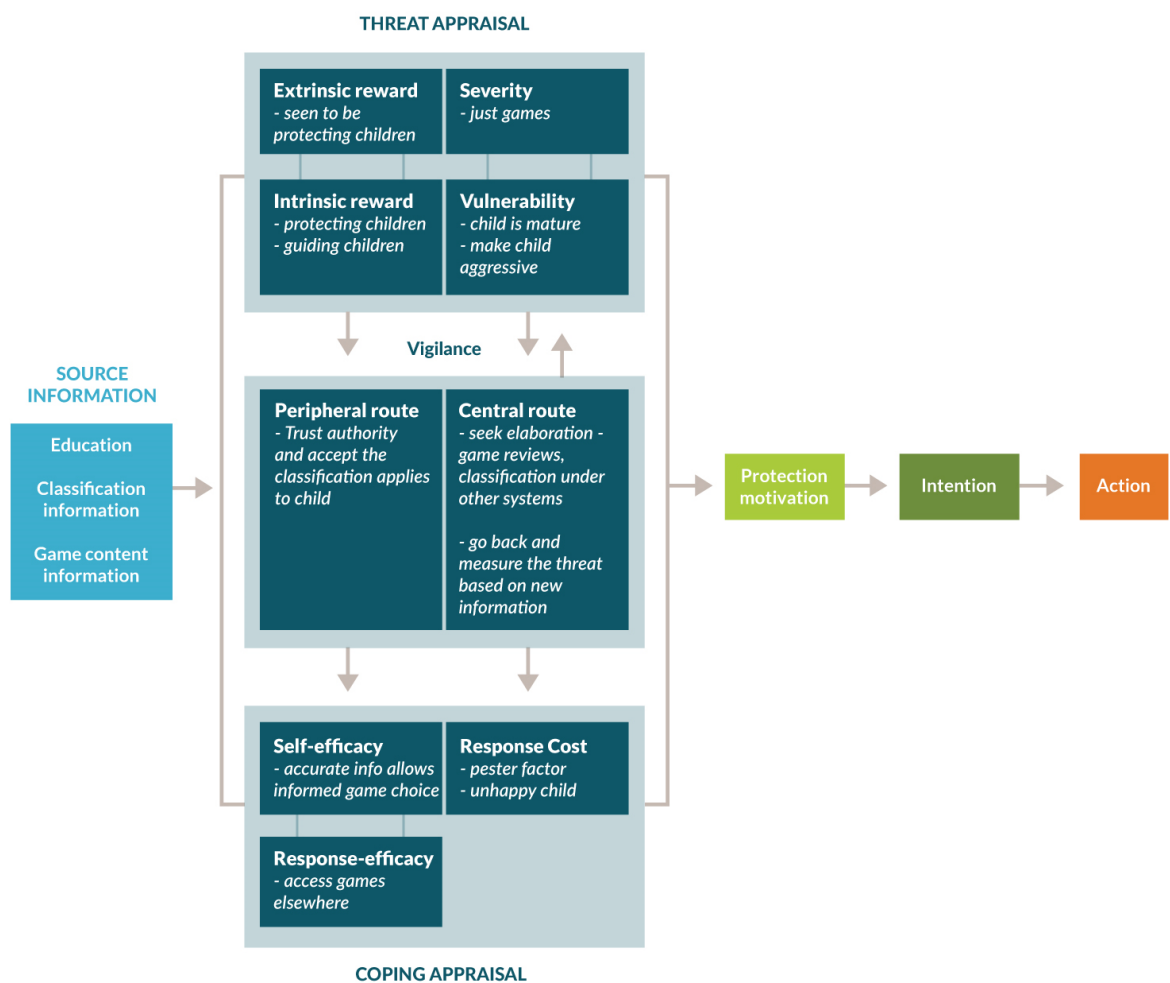 THREAT APPRAISAL
Extrinsic reward
- seen to be
protecting children
Severity
- just games
Intrinsic reward
- protecting children
- guiding children
Vulnerability
- child is mature
- make child
aggressive
Vigilance
SOURCE
INFORMATION
Education
Classification
information
Game content
information
Peripheral route
- Trust authority
and accept the
classification applies
to child
Central route
- seek elaboration -
game reviews,
classification under
other systems
- go back and
measure the threat
based on new
information
Protection
motivation
Intention
Action
Self-efficacy
- accurate info allows
informed game choice
Response Cost
- pester factor
- unhappy child
Response-efficacy
- access games
elsewhere
COPING APPRAISAL